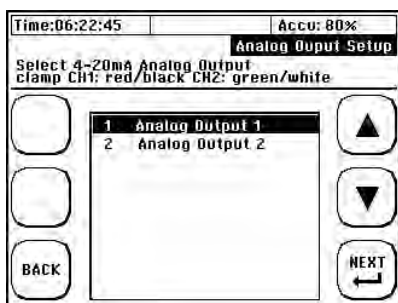 Time:06:22:45 Accu: 80%
Analog Ouput Setup
Select 4-20mA Analog Output
clamp CH1: red/black CH2: green/white
1 Analog Output 1
2 Analog Output 2
BACK
NEXT